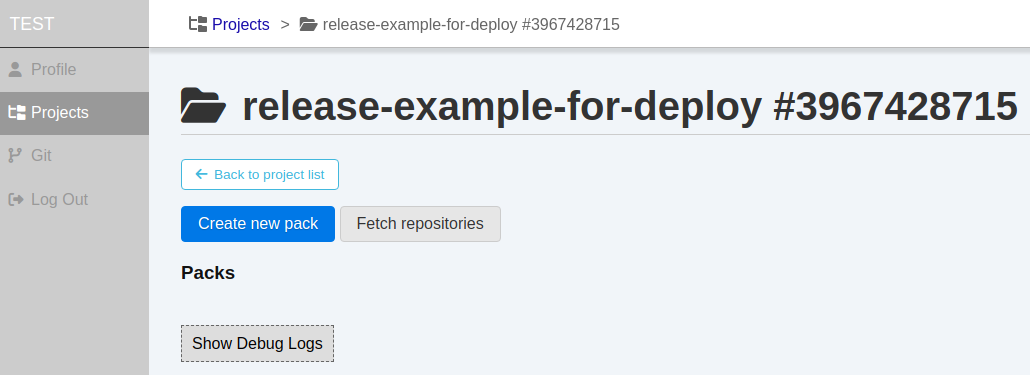 TEST
Projects > release-example-for-deploy #3967428715
Profile
Projects
Git
Log Out
release-example-for-deploy #3967428715
Back to project list
Create new pack Fetch repositories
Packs
Show Debug Logs